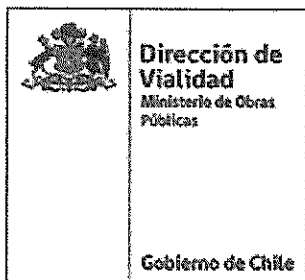 Dirección de
Vialidad
Ministerio de Obras
Públicas
Gobierno de Chile